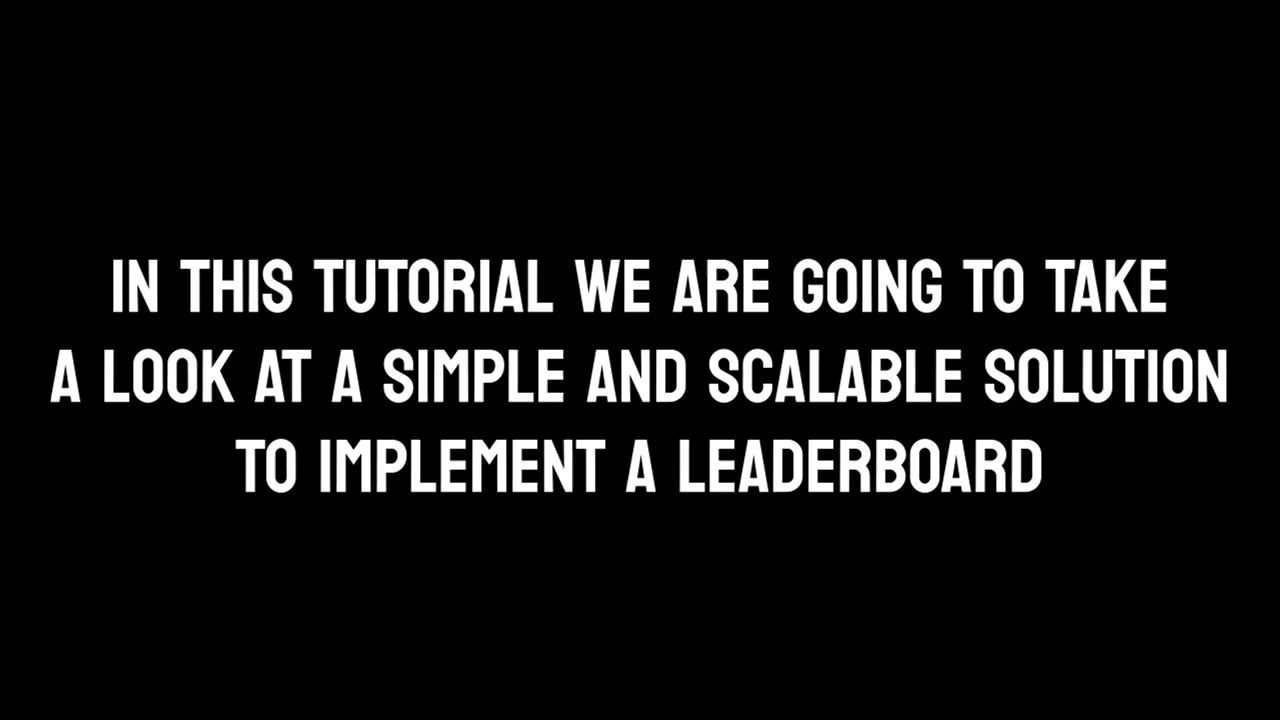 IN THIS TUTORIAL WE ARE GOING TO TAKE
A LOOK AT A SIMPLE AND SCALABLE SOLUTION
TO IMPLEMENT A LEADERBOARD